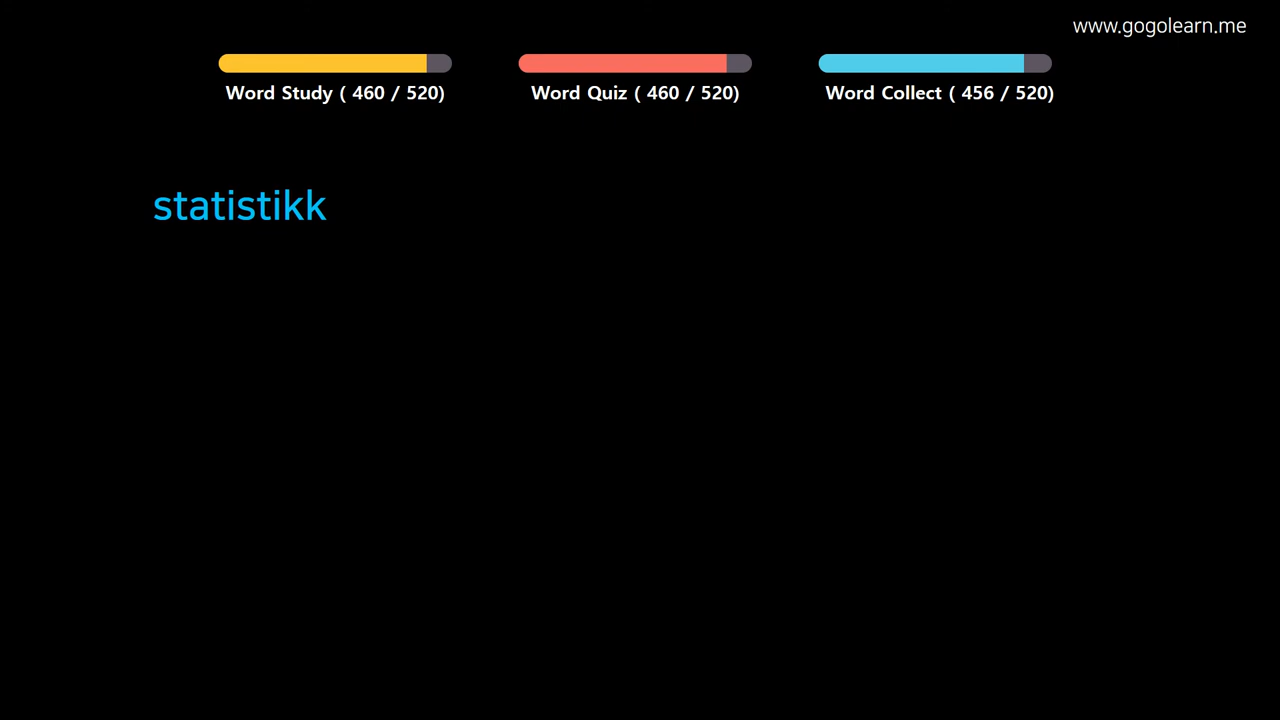 www.gogolearn.me
Word Study ( 460 / 520)
Word Quiz ( 460 / 520)
Word Collect ( 456 / 520)
statistikk